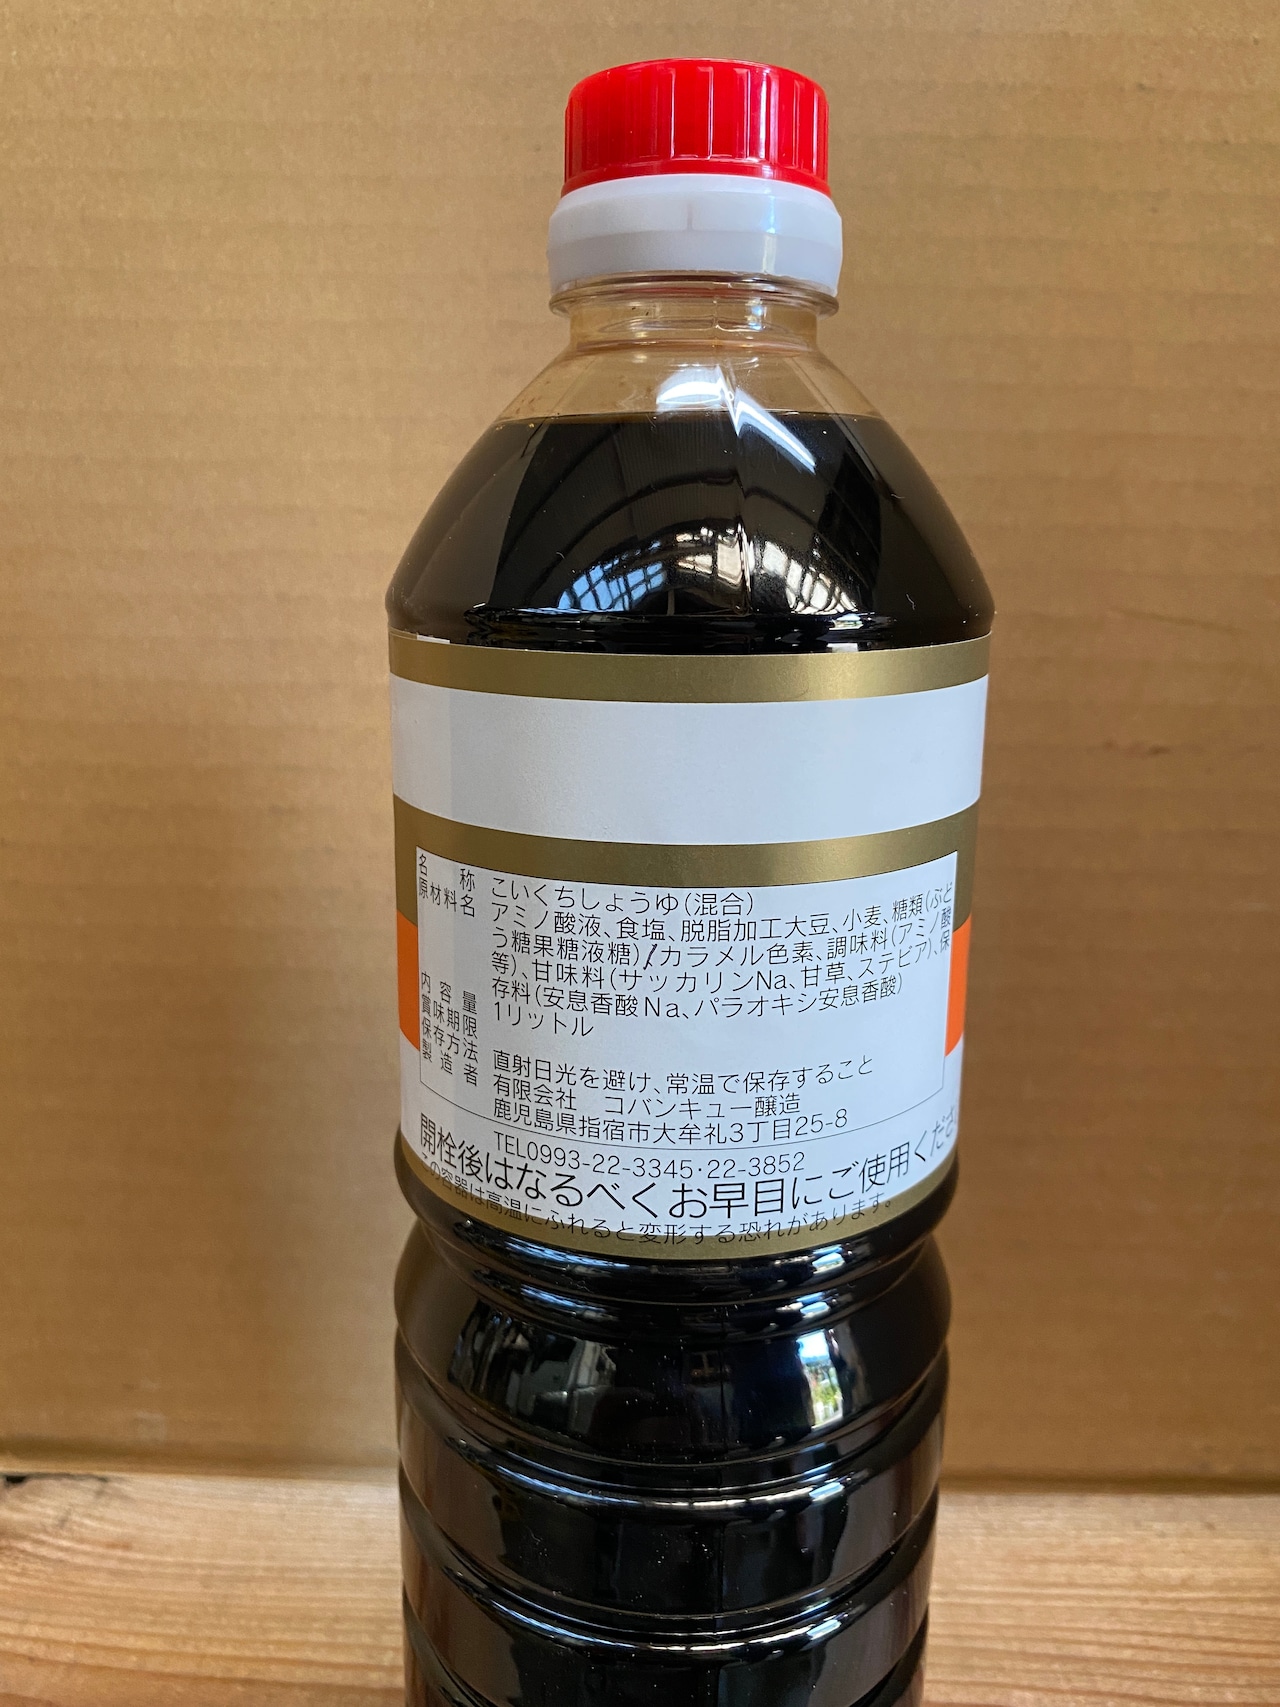 名称 こいくちしょうゆ(混合)
原材料名 アミノ酸液、食塩、脱脂加工大豆、小麦、糖類(ぶど
う糖果糖液糖)/カラメル色素、調味料(アミノ酸
等)、甘味料(サッカリンNa、甘草、ステビア)、保
存料(安息香酸Na、パラオキシ安息香酸)
内容量 1リットル
賞味期限
保存方法 直射日光を避け、常温で保存すること
製造者 有限会社 コバンキュー醸造
鹿児島県指宿市大牟礼3丁目25-8
TEL0993-22-3345・22-3852
開栓後はなるべくお早目にご使用くださ
この容器は高温にふれると変形する恐れがあります。